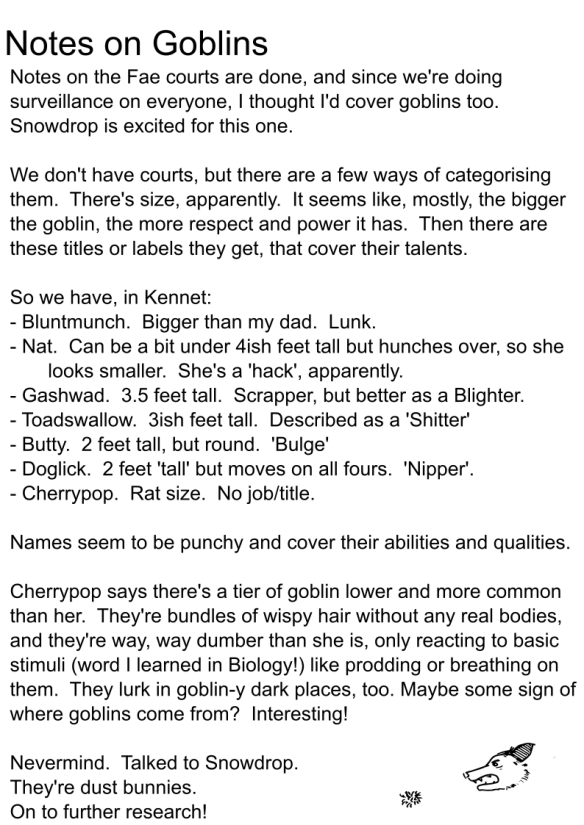 Notes on Goblins
Notes on the Fae courts are done, and since we're doing
surveillance on everyone, I thought I'd cover goblins too.
Snowdrop is excited for this one.
We don't have courts, but there are a few ways of categorising
them.  There's size, apparently.  It seems like, mostly, the bigger
the goblin, the more respect and power it has.  Then there are
these titles or labels they get, that cover their talents.
So we have, in Kennet:
- Bluntmunch.  Bigger than my dad.  Lunk.
- Nat.  Can be a bit under 4ish feet tall but hunches over, so she
looks smaller.  She's a 'hack', apparently.
- Gashwad.  3.5 feet tall.  Scrapper, but better as a Blighter.
- Toadswallow.  3ish feet tall.  Described as a 'Shitter'
- Butty.  2 feet tall, but round.  'Bulge'
- Doglick.  2 feet 'tall' but moves on all fours.  'Nipper'.
- Cherrypop.  Rat size.  No job/title.
Names seem to be punchy and cover their abilities and qualities.
Cherrypop says there's a tier of goblin lower and more common
than her.  They're bundles of wispy hair without any real bodies,
and they're way, way dumber than she is, only reacting to basic
stimuli (word I learned in Biology!) like prodding or breathing on
them.  They lurk in goblin-y dark places, too. Maybe some sign of
where goblins come from?  Interesting!
Nevermind.  Talked to Snowdrop.
They're dust bunnies.
On to further research!